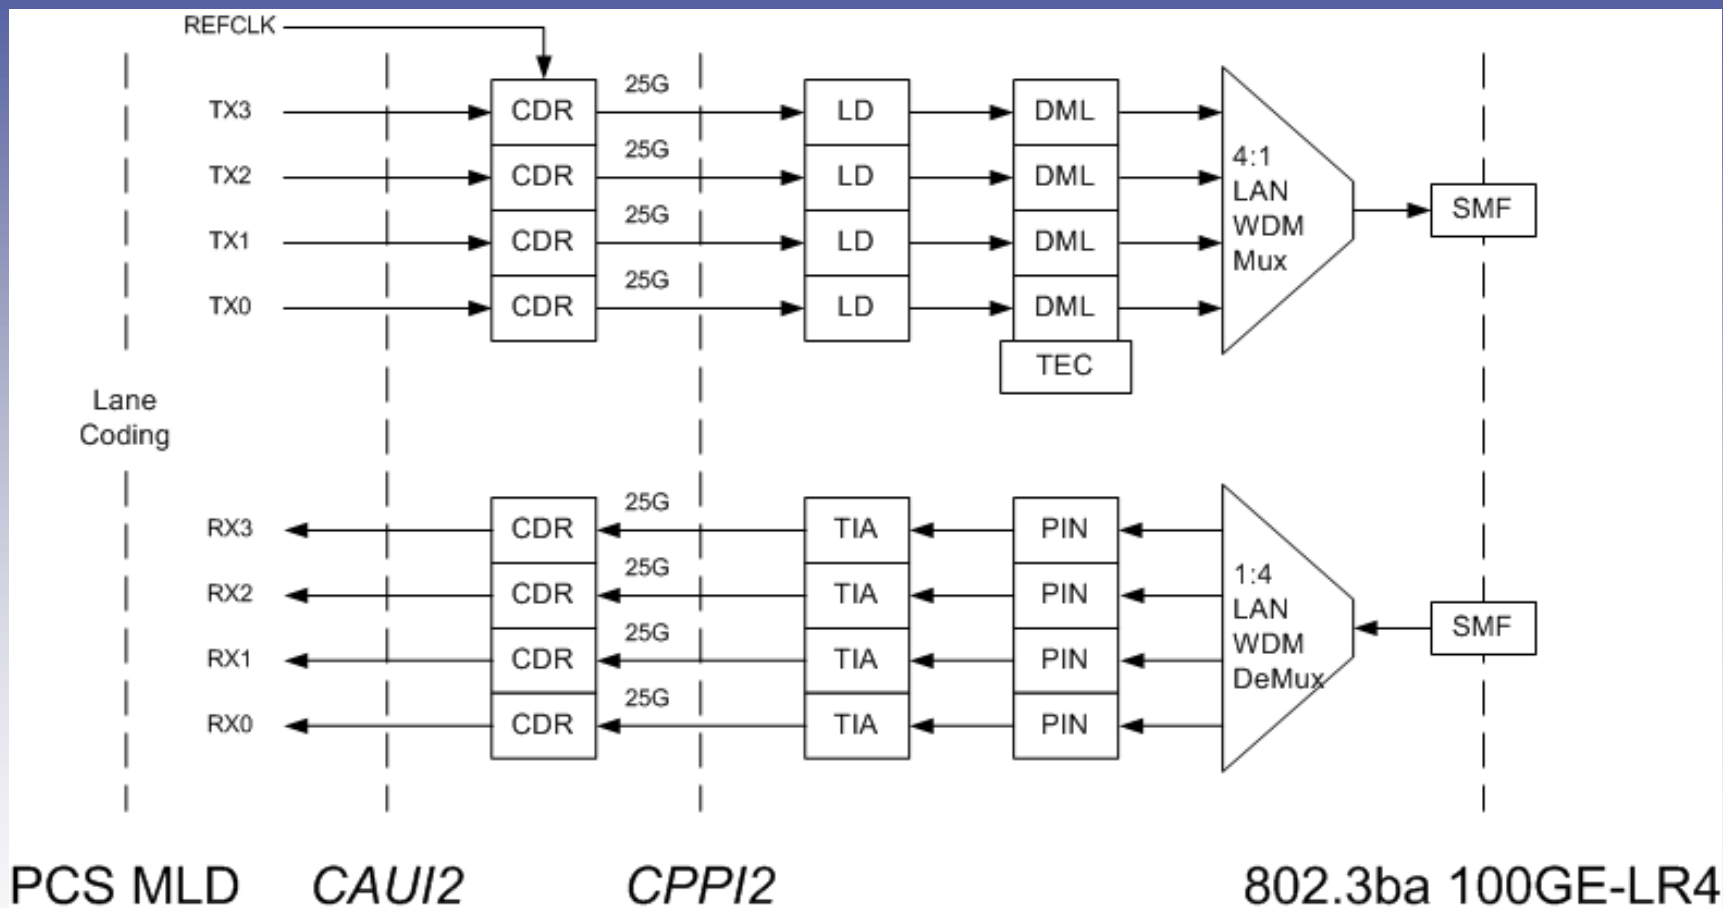 REFCLK
TX3 CDR 25G LD DML
TX2 CDR 25G LD DML
TX1 CDR 25G LD DML
TX0 CDR 25G LD DML
TEC
4:1
LAN
WDM
Mux
SMF
Lane
Coding
RX3 CDR 25G TIA PIN
RX2 CDR 25G TIA PIN
RX1 CDR 25G TIA PIN
RX0 CDR 25G TIA PIN
1:4
LAN
WDM
DeMux
SMF
PCS MLD CAUI2 CPPI2 802.3ba 100GE-LR4